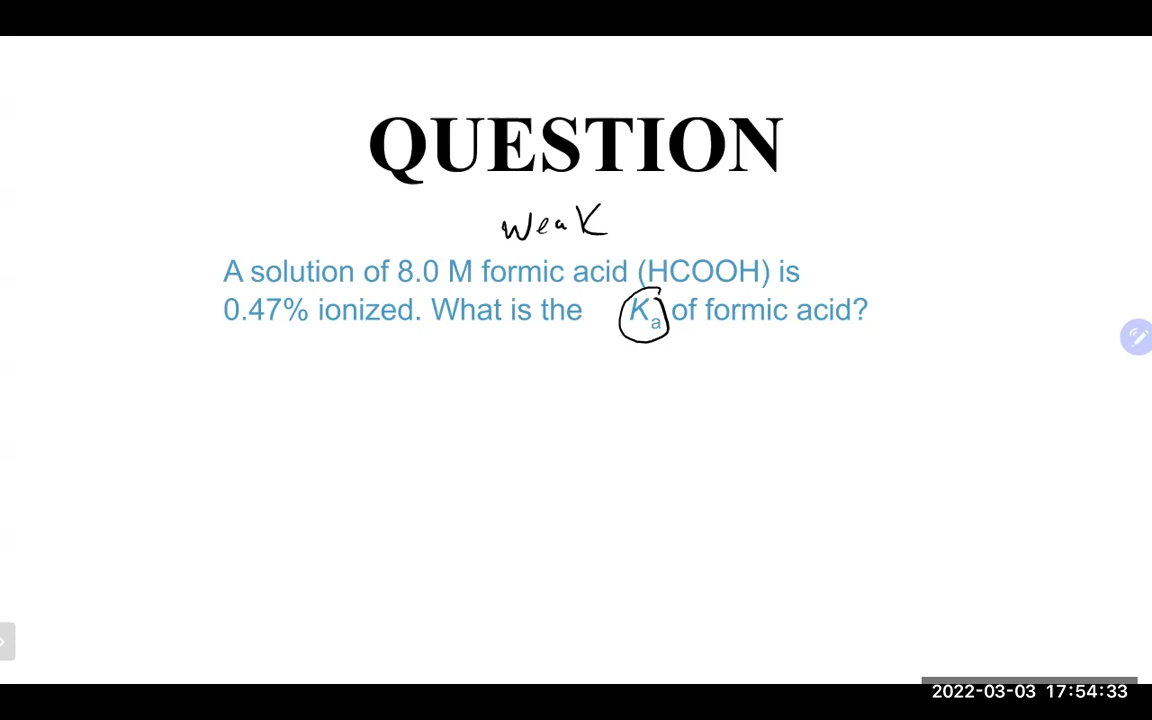 QUESTION
weak
A solution of 8.0 M formic acid (HCOOH) is
0.47% ionized. What is the Ka of formic acid?
2022-03-03 17:54:33